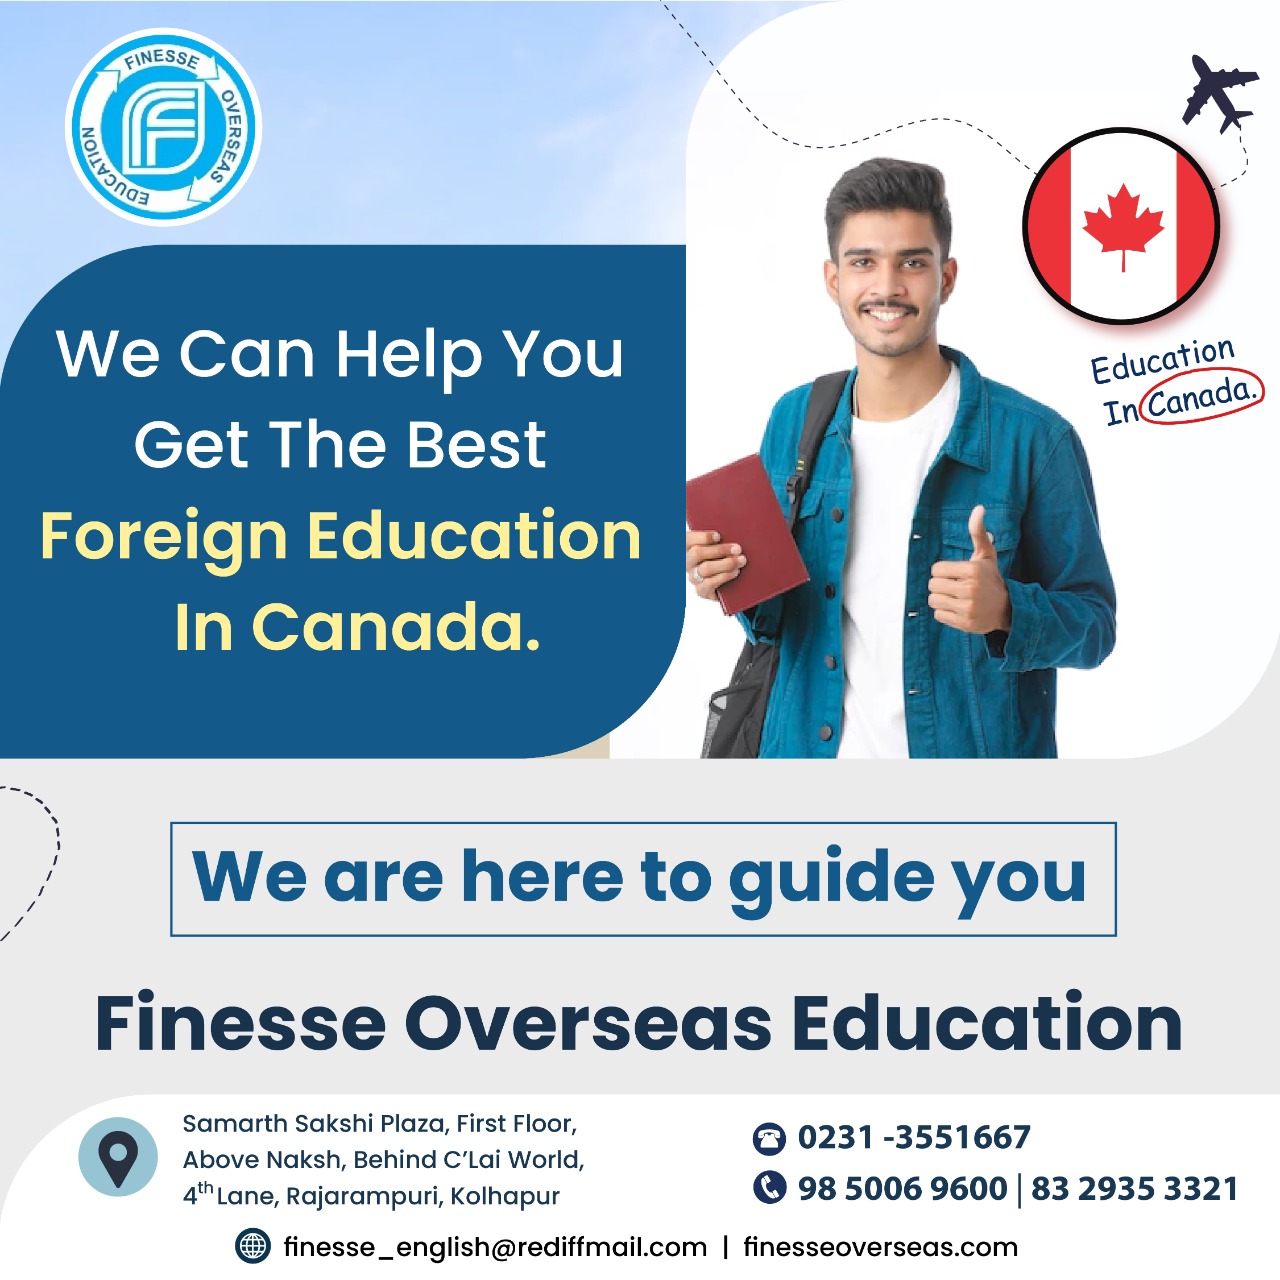 FINESSE OVERSEAS EDUCATION
We Can Help You
Get The Best
Foreign Education
In Canada.
Education
In Canada.
We are here to guide you
Finesse Overseas Education
Samarth Sakshi Plaza, First Floor,
Above Naksh, Behind C’Lai World,
4th Lane, Rajarampuri, Kolhapur
0231 -3551667
98 5006 9600 | 83 2935 3321
finesse_english@rediffmail.com | finesseoverseas.com